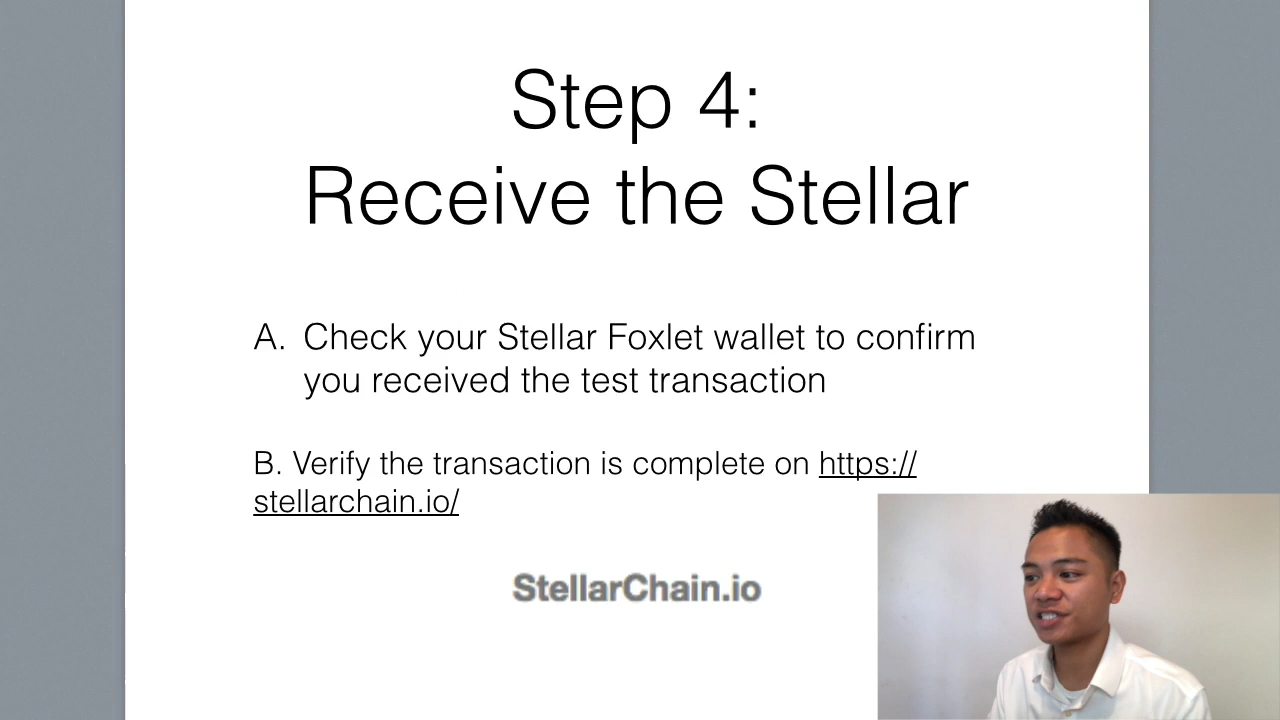 Step 4:
Receive the Stellar
A. Check your Stellar Foxlet wallet to confirm
you received the test transaction
B. Verify the transaction is complete on https://
stellarchain.io/
StellarChain.io